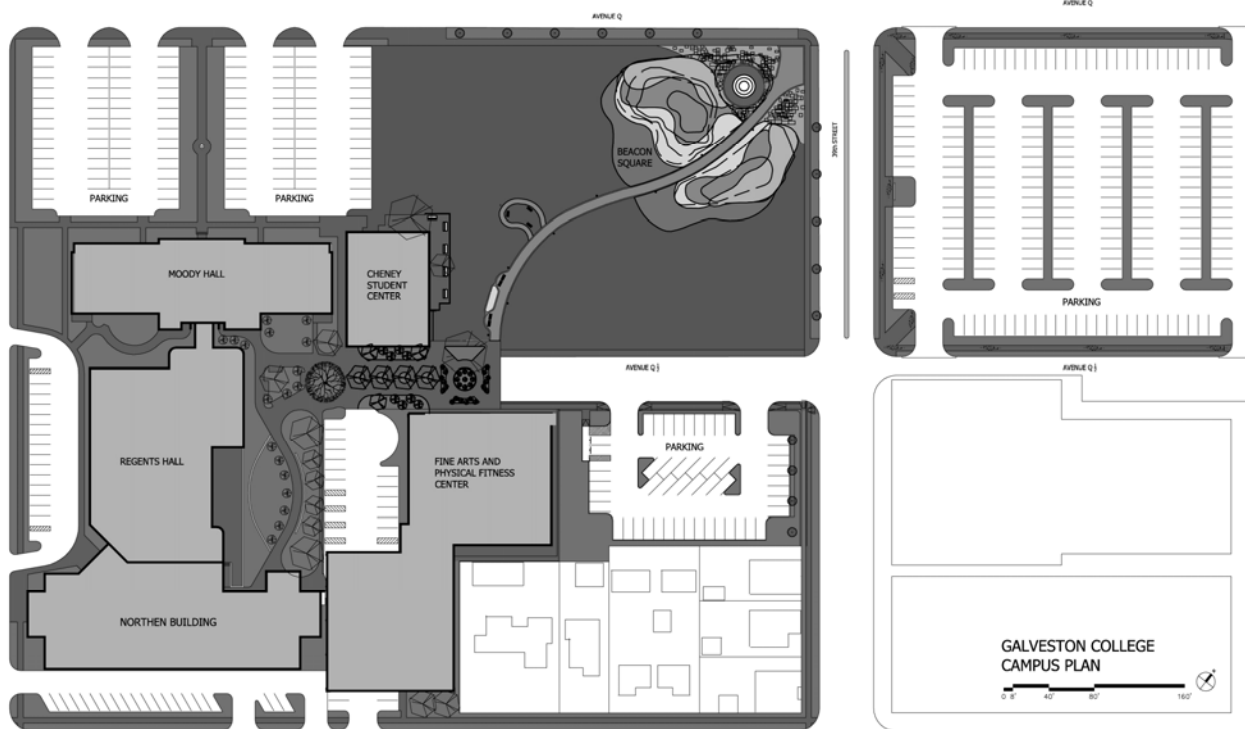 AVENUE Q
AVENUE Q
PARKING
PARKING
BEACON
SQUARE
39th STREET
MOODY HALL
CHENEY
STUDENT
CENTER
PARKING
AVENUE Q ½
AVENUE Q ½
REGENTS HALL
FINE ARTS AND
PHYSICAL FITNESS
CENTER
PARKING
NORTHEN BUILDING
GALVESTON COLLEGE
CAMPUS PLAN
0 8' 40' 80' 160'